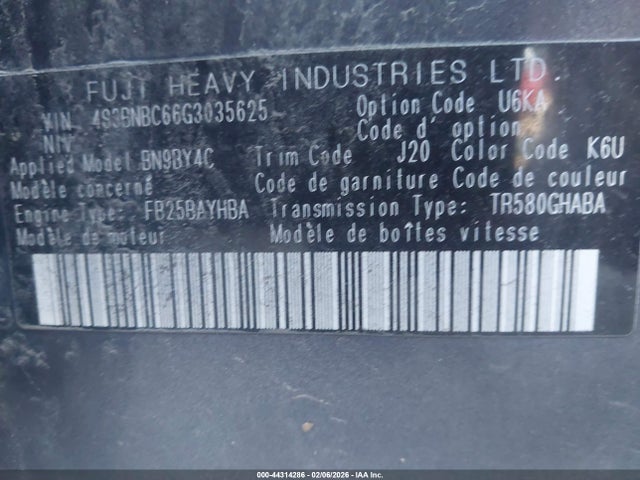 FUJI HEAVY INDUSTRIES LTD.
VIN 4S3BNBC66G3035625 Option Code U6KA
NIV Code d' option
Applied Model BN9BY4C Trim Code J20 Color Code K6U
Modèle concerné Code de garniture Code de couleur
Engine Type: FB25BAYHBA Transmission Type: TR580GHABA
Modèle de moteur Modèle de boîtes vitesse
000-44314286 - 02/06/2026 - IAA Inc.